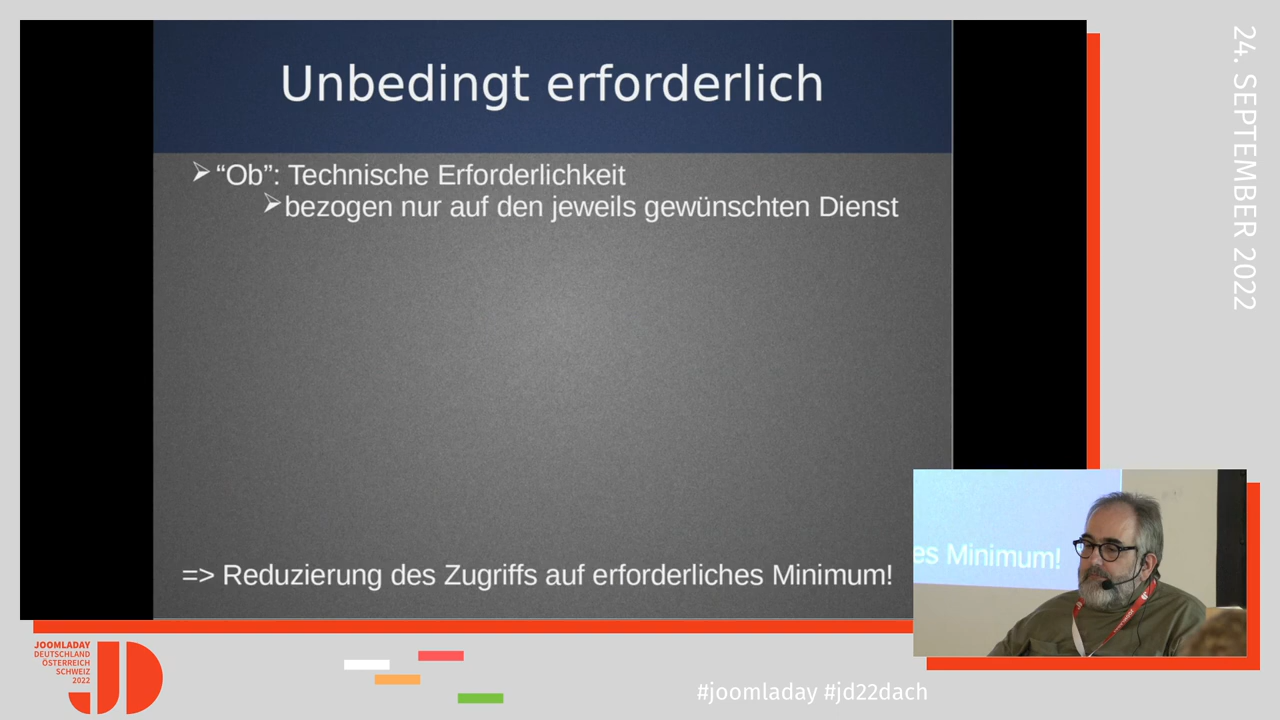 Unbedingt erforderlich
➢ “Ob”: Technische Erforderlichkeit
➢bezogen nur auf den jeweils gewünschten Dienst
=> Reduzierung des Zugriffs auf erforderliches Minimum!
es Minimum!
24. SEPTEMBER 2022
JOOMLADAY
DEUTSCHLAND
ÖSTERREICH
SCHWEIZ
2022
JD
#joomladay #jd22dach